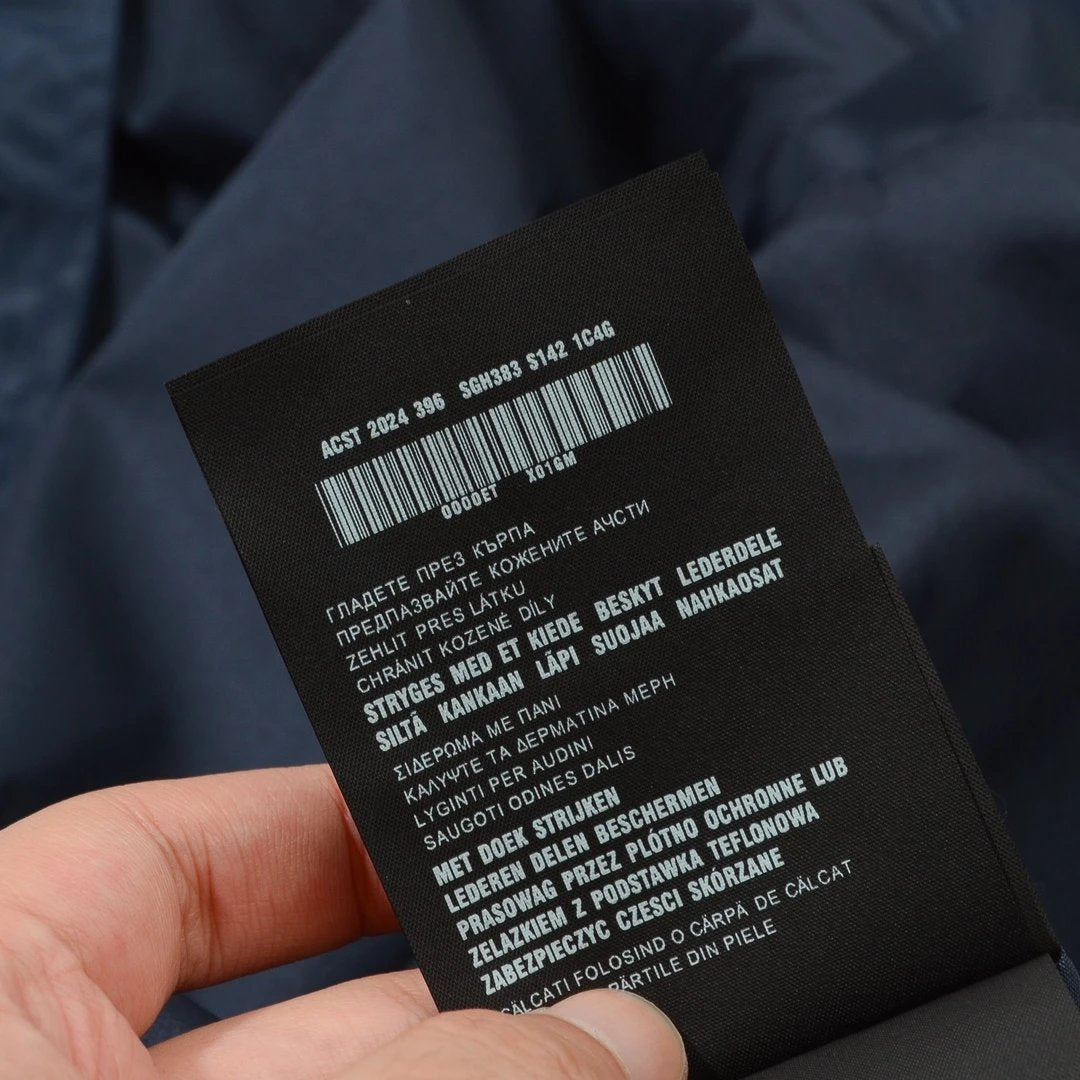 ACST 2024 396 SGH383 S142 1C4G
0000ET X01GM
ГЛАДЕТЕ ПРЕЗ КЪРПА
ПРЕДПАЗВАЙТЕ КОЖЕНИТЕ АЧСТИ
ZEHLIT PRES LÁTKU
CHRÁNIT KOZENÉ DÍLY
STRYGES MED ET KIEDE BESKYT LEDERDELE
SILTÄ KANKAAN LÄPI SUOJAA NAHKAOSAT
ΣΙΔΕΡΩΜΑ ΜΕ ΠΑΝΙ
ΚΑΛΥΨΤΕ ΤΑ ΔΕΡΜΑΤΙΝΑ ΜΕΡΗ
LYGINTI PER AUDINI
SAUGOTI ODINES DALIS
MET DOEK STRIJKEN
LEDEREN DELEN BESCHERMEN
PRASOWAG PRZEZ PLÓTNO OCHRONNE LUB
ZELAZKIEM Z PODSTAWKA TEFLONOWA
ZABEZPIECZYC CZESCI SKÓRZANE
CĂLCATI FOLOSIND O CÂRPĂ DE CĂLCAT
PĂRTILE DIN PIELE